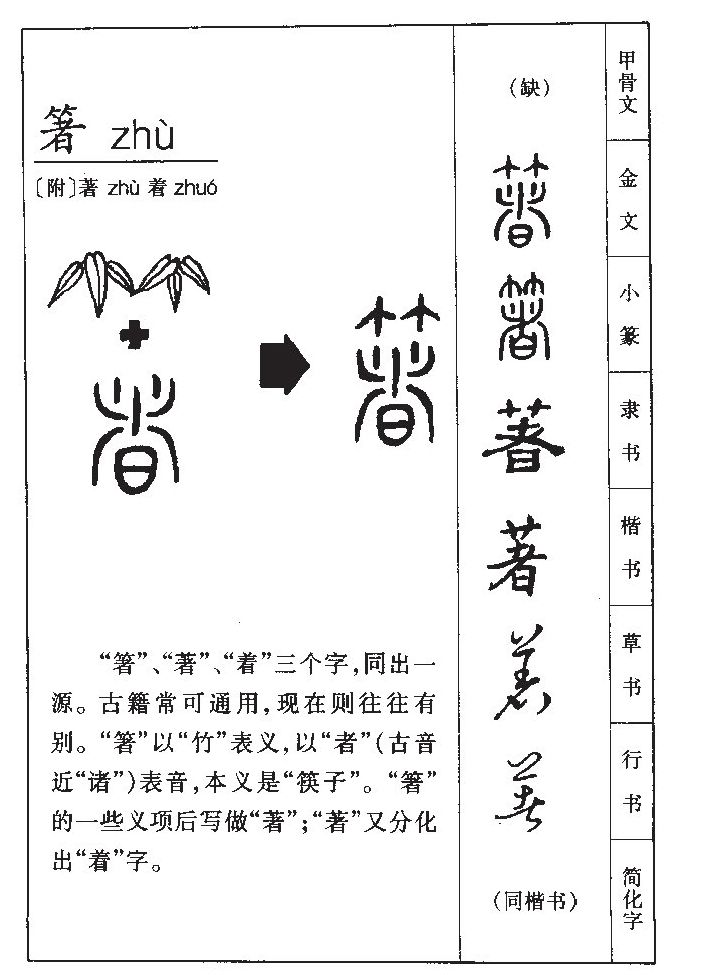 箸 zhù
〔附〕著 zhù 着 zhuó
“箸”、“著”、“着”三个字,同出一
源。古籍常可通用,现在则往往有
别。“箸”以“竹”表义,以“者”(古音
近“诸”)表音,本义是“筷子”。“箸”
的一些义项后写做“著”;“著”又分化
出“着”字。
(缺)
箸
箸
著
著
著
著
(同楷书)
甲骨文
金文
小篆
隶书
楷书
草书
行书
简化字